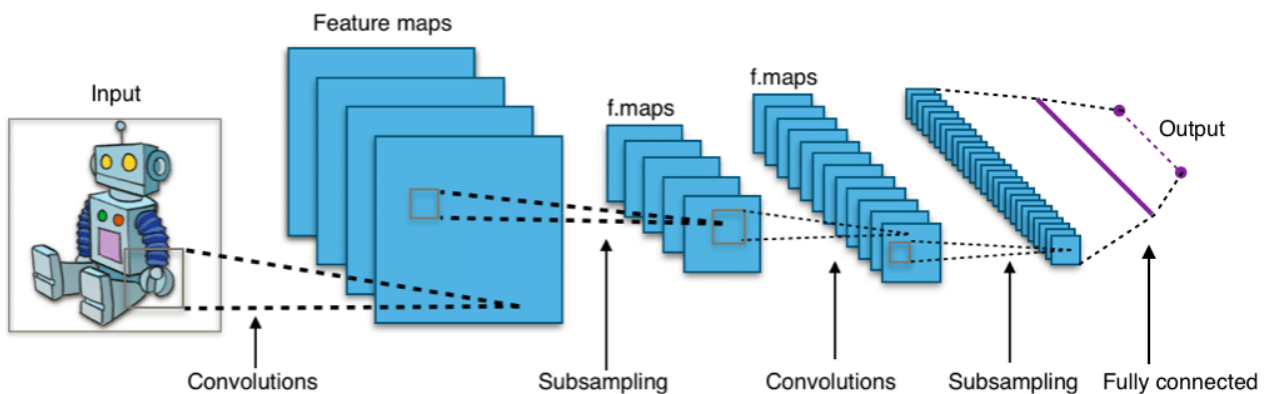 Feature maps
f.maps
Input
f.maps
Output
Convolutions
Subsampling
Convolutions
Subsampling
Fully connected